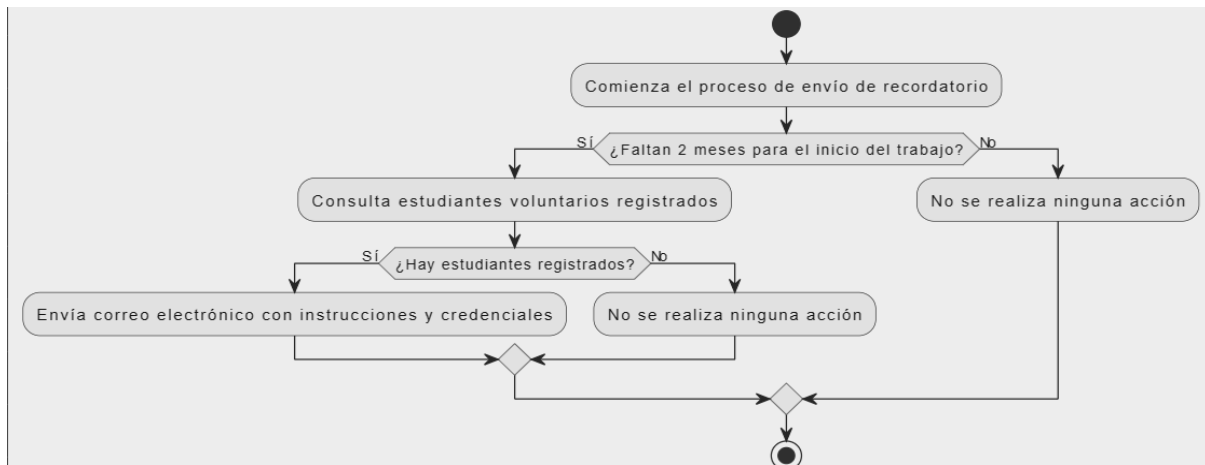 Comienza el proceso de envío de recordatorio
Sí
¿Faltan 2 meses para el inicio del trabajo?
No
Consulta estudiantes voluntarios registrados
No se realiza ninguna acción
Sí
¿Hay estudiantes registrados?
No
Envía correo electrónico con instrucciones y credenciales
No se realiza ninguna acción